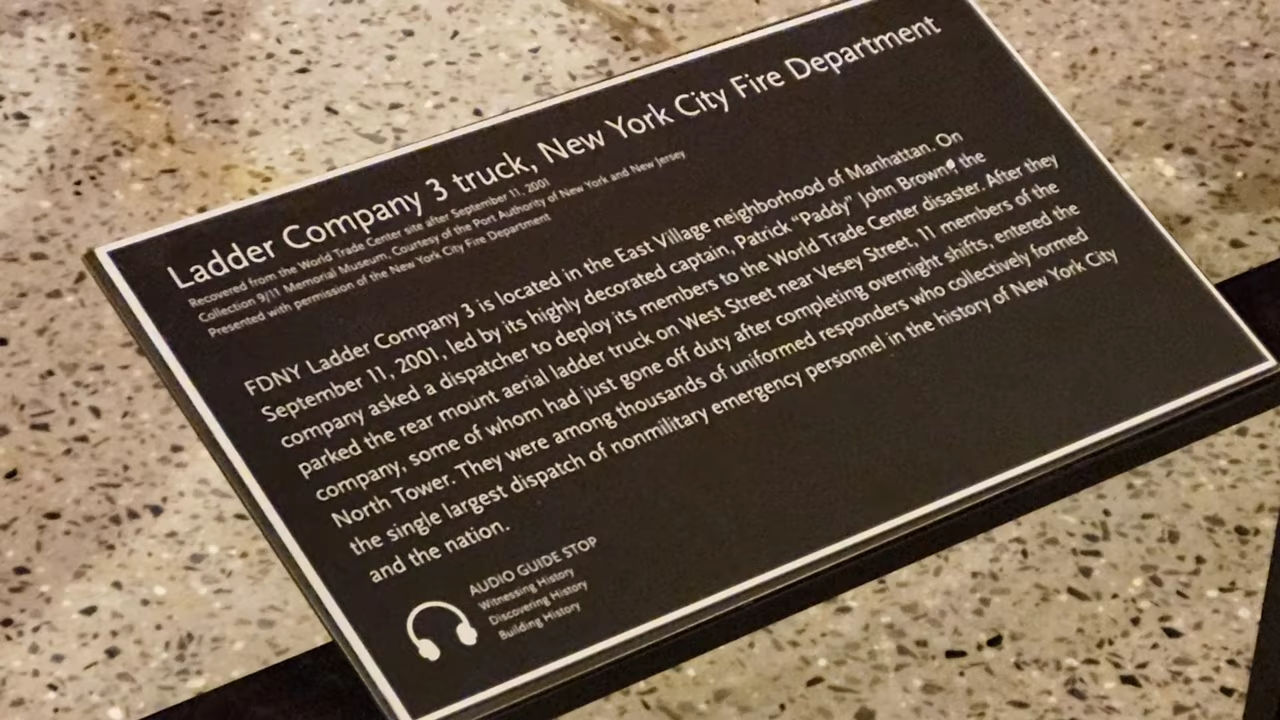 Ladder Company 3 truck, New York City Fire Department
Recovered from the World Trade Center site after September 11, 2001
Collection 9/11 Memorial Museum, Courtesy of the Port Authority of New York and New Jersey
Presented with permission of the New York City Fire Department
FDNY Ladder Company 3 is located in the East Village neighborhood of Manhattan. On
September 11, 2001, led by its highly decorated captain, Patrick “Paddy” John Brown, the
company asked a dispatcher to deploy its members to the World Trade Center disaster. After they
parked the rear mount aerial ladder truck on West Street near Vesey Street, 11 members of the
company, some of whom had just gone off duty after completing overnight shifts, entered the
North Tower. They were among thousands of uniformed responders who collectively formed
the single largest dispatch of nonmilitary emergency personnel in the history of New York City
and the nation.
AUDIO GUIDE STOP
Witnessing History
Discovering History
Building History